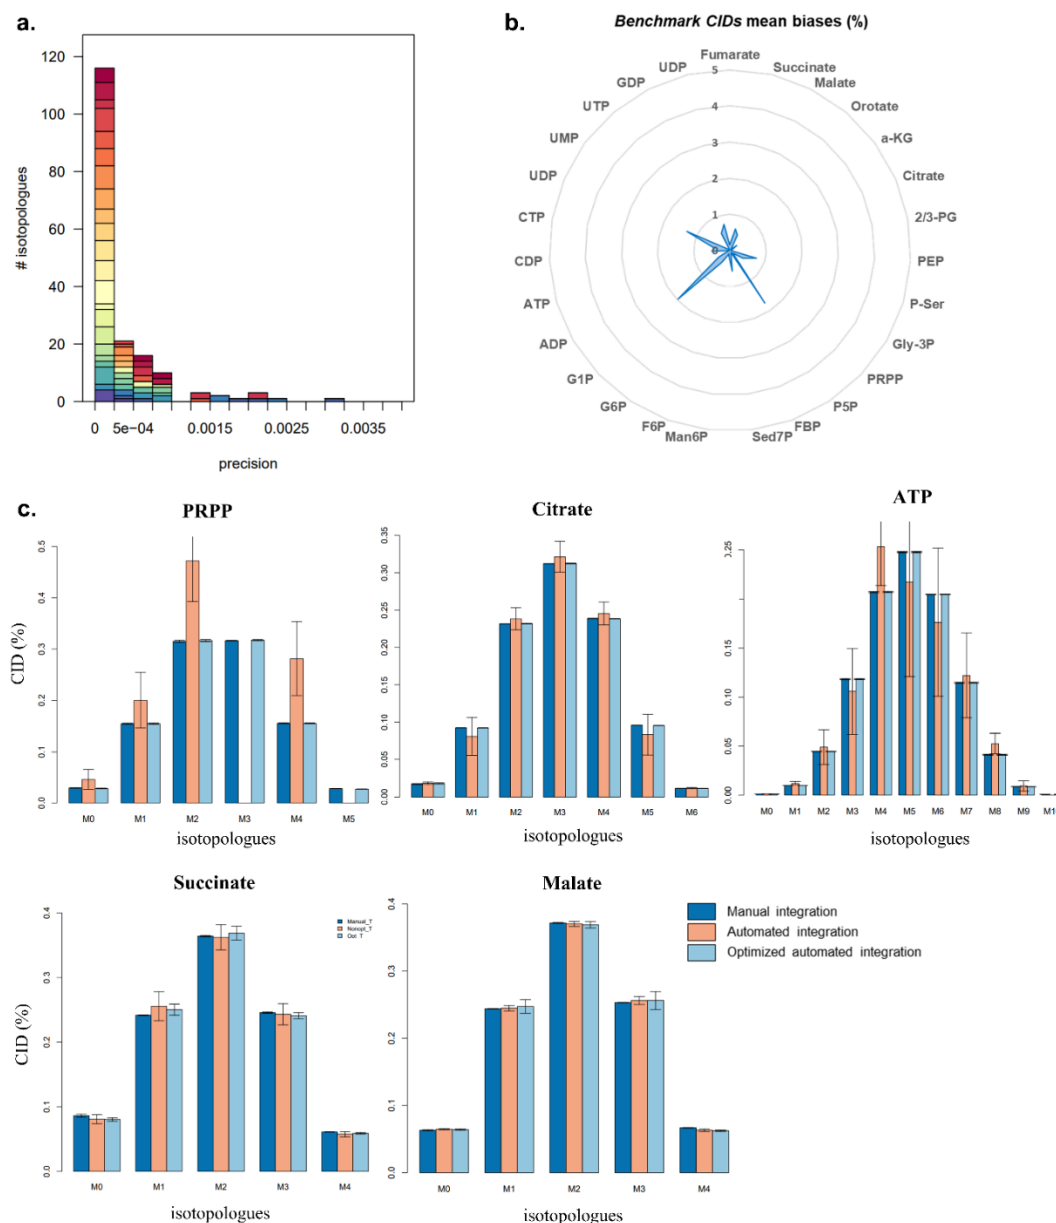 a.
120
100
80
60
40
20
0
# isotopologues
0 5e−04 0.0015 0.0025 0.0035
precision
b.
Benchmark CIDs mean biases (%)
Fumarate
Succinate
Malate
Orotate
a-KG
Citrate
2/3-PG
PEP
P-Ser
Gly-3P
PRPP
P5P
FBP
Sed7P
Man6P
F6P
G6P
G1P
ADP
ATP
CDP
CTP
UDP
UMP
UTP
GDP
UDP
5
4
3
2
1
0
c.
PRPP
CID (%)
0.5
0.4
0.3
0.2
0.1
0.0
M0 M1 M2 M3 M4 M5
isotopologues
Citrate
0.35
0.30
0.25
0.20
0.15
0.10
0.05
0.00
M0 M1 M2 M3 M4 M5 M6
isotopologues
ATP
0.25
0.10
0.05
0.00
M0 M1 M2 M3 M4 M5 M6 M7 M8 M9 M10
isotopologues
Succinate
CID (%)
0.4
0.3
0.2
0.1
0.0
M0 M1 M2 M3 M4
isotopologues
Manual_T
Nonopt_T
Opt. T
Malate
0.4
0.3
0.2
0.1
0.0
M0 M1 M2 M3 M4
isotopologues
Manual integration
Automated integration
Optimized automated integration